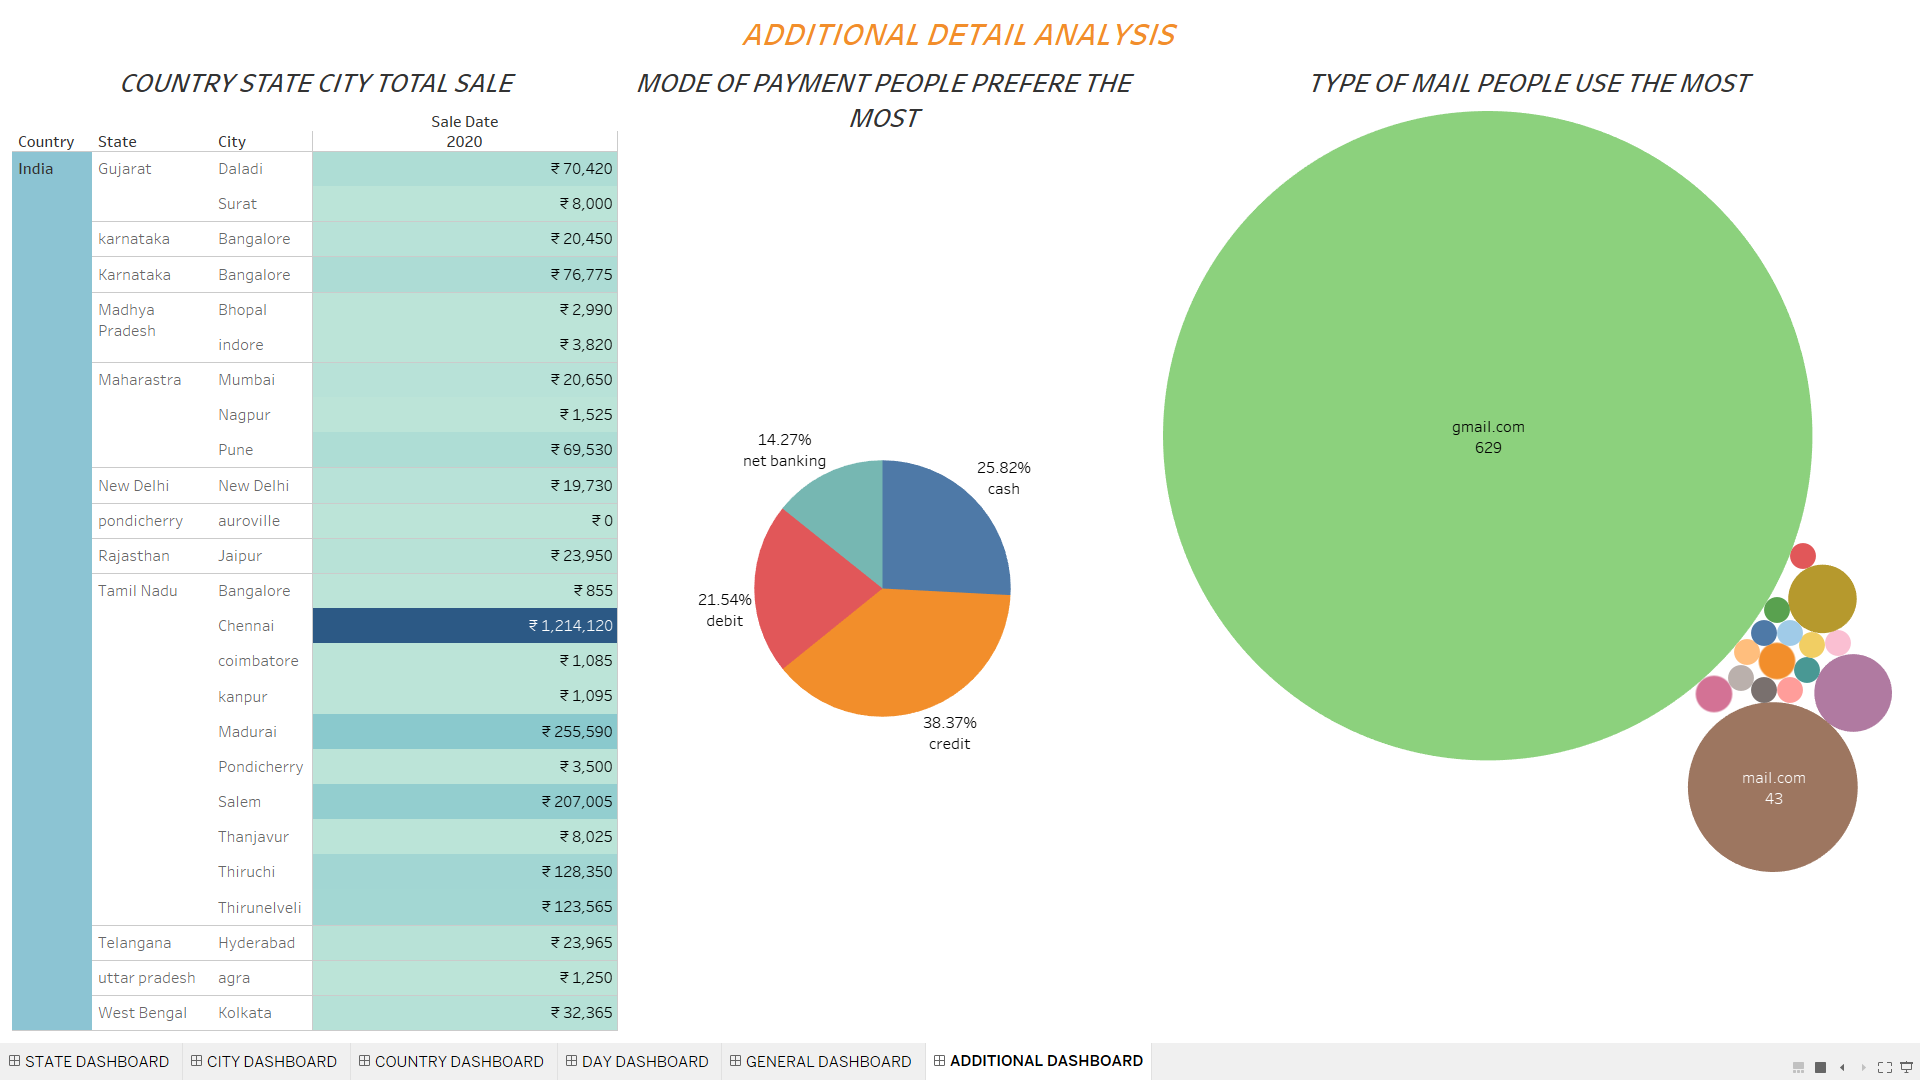 ADDITIONAL DETAIL ANALYSIS
COUNTRY STATE CITY TOTAL SALE
Sale Date
Country State City 2020
India Gujarat Daladi ₹ 70,420
Surat ₹ 8,000
karnataka Bangalore ₹ 20,450
Karnataka Bangalore ₹ 76,775
Madhya Bhopal ₹ 2,990
Pradesh
indore ₹ 3,820
Maharastra Mumbai ₹ 20,650
Nagpur ₹ 1,525
Pune ₹ 69,530
New Delhi New Delhi ₹ 19,730
pondicherry auroville ₹ 0
Rajasthan Jaipur ₹ 23,950
Tamil Nadu Bangalore ₹ 855
Chennai ₹ 1,214,120
coimbatore ₹ 1,085
kanpur ₹ 1,095
Madurai ₹ 255,590
Pondicherry ₹ 3,500
Salem ₹ 207,005
Thanjavur ₹ 8,025
Thiruchi ₹ 128,350
Thirunelveli ₹ 123,565
Telangana Hyderabad ₹ 23,965
uttar pradesh agra ₹ 1,250
West Bengal Kolkata ₹ 32,365
MODE OF PAYMENT PEOPLE PREFERE THE
MOST
14.27%
net banking
25.82%
cash
21.54%
debit
38.37%
credit
TYPE OF MAIL PEOPLE USE THE MOST
gmail.com
629
mail.com
43
STATE DASHBOARD CITY DASHBOARD COUNTRY DASHBOARD DAY DASHBOARD GENERAL DASHBOARD ADDITIONAL DASHBOARD